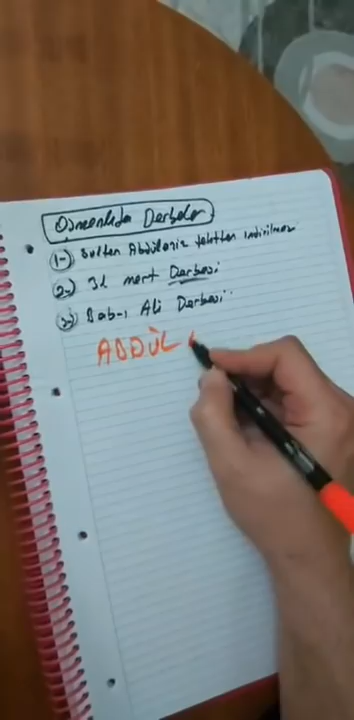 Osmanlıda Darbeler
1-) Sultan Abdülaziz tahttan indirilmesi
2-) 31 mart Darbesi
3-) Bab-ı Ali Darbesi
ABDÜL